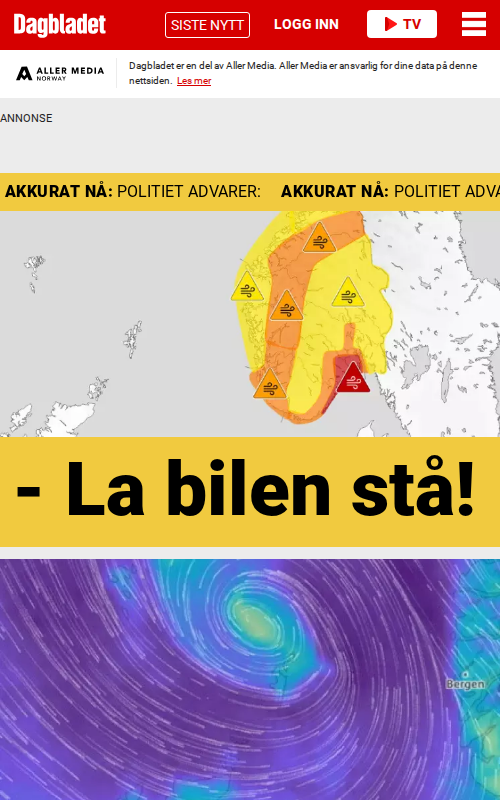 Dagbladet
SISTE NYTT
LOGG INN
TV
ALLER MEDIA
NORWAY
Dagbladet er en del av Aller Media. Aller Media er ansvarlig for dine data på denne
nettsiden. Les mer
ANNONSE
AKKURAT NÅ: POLITIET ADVARER: AKKURAT NÅ: POLITIET ADVA
- La bilen stå!
Bergen